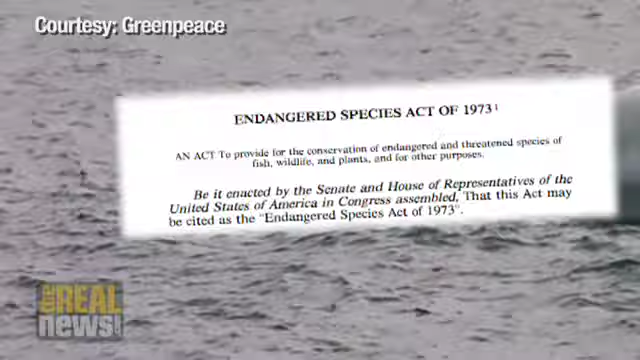 Courtesy: Greenpeace
ENDANGERED SPECIES ACT OF 1973¹
AN ACT To provide for the conservation of endangered and threatened species of
fish, wildlife, and plants, and for other purposes.
Be it enacted by the Senate and House of Representatives of the
United States of America in Congress assembled, That this Act may
be cited as the "Endangered Species Act of 1973".
THE REAL
news!